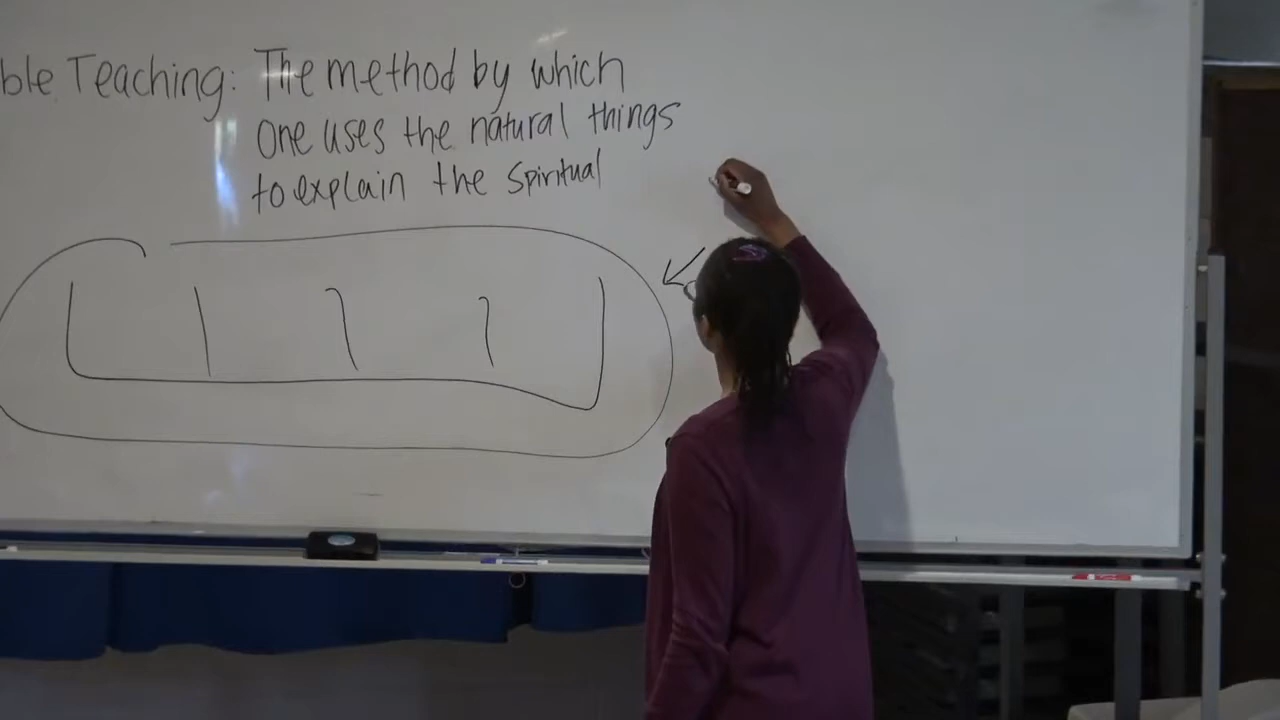 ble Teaching: The method by which
one uses the natural things
to explain the spiritual